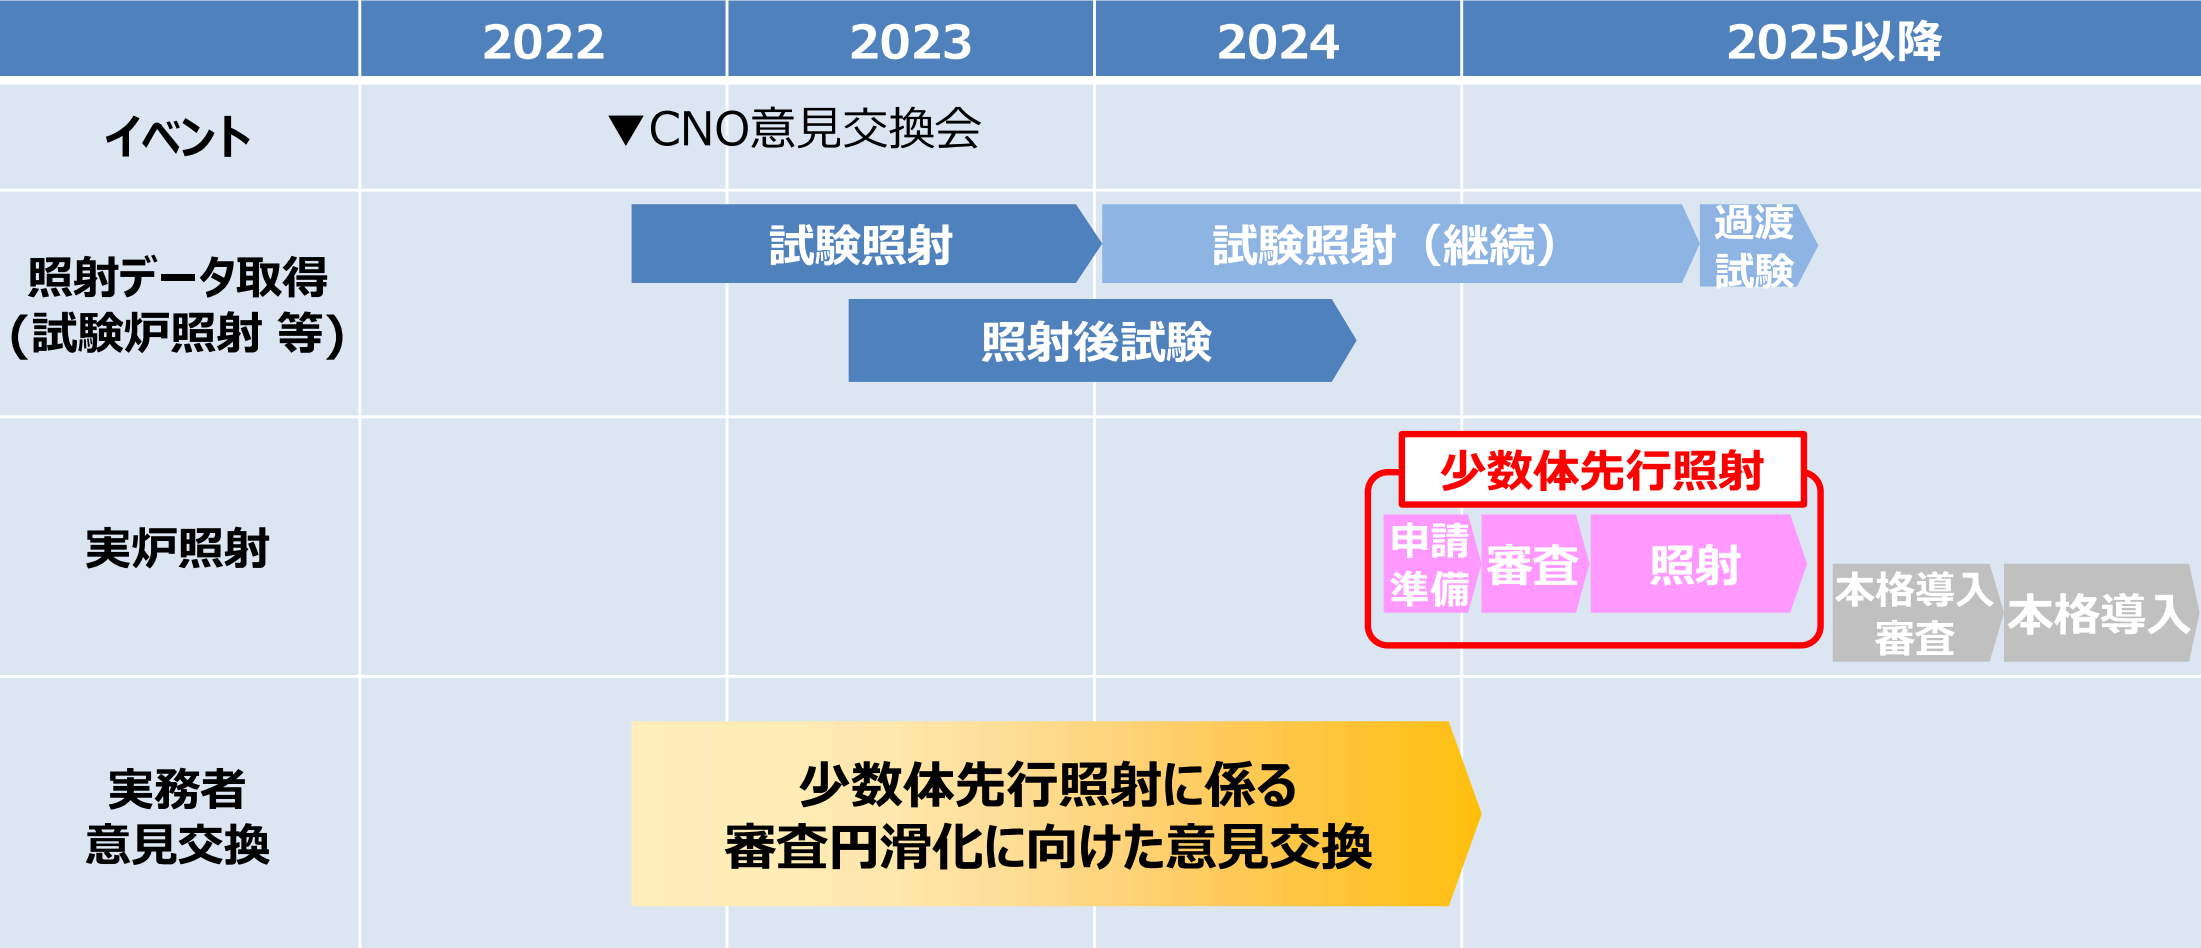 2022
2023
2024
2025以降
イベント
▼CNO意見交換会
照射データ取得
(試験炉照射 等)
試験照射
試験照射（継続）
過渡
試験
照射後試験
実炉照射
少数体先行照射
申請
準備
審査
照射
本格導入
審査
本格導入
実務者
意見交換
少数体先行照射に係る
審査円滑化に向けた意見交換